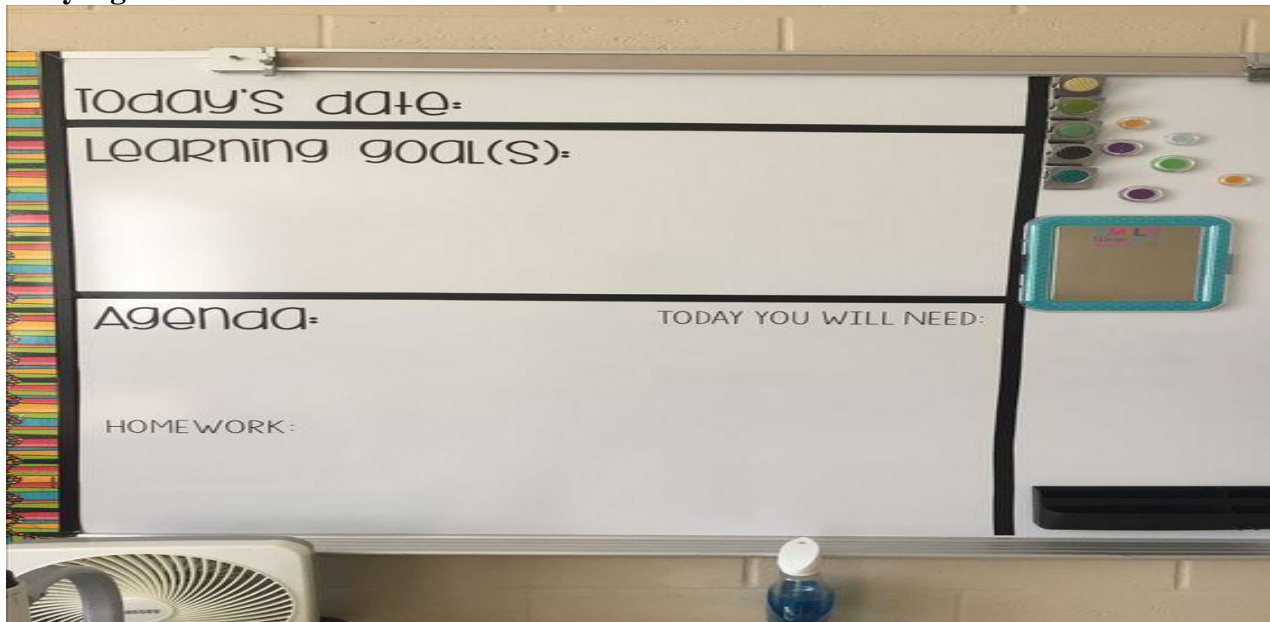 Today's date:
Learning goal(s):
Agenda:
TODAY YOU WILL NEED:
HOMEWORK: